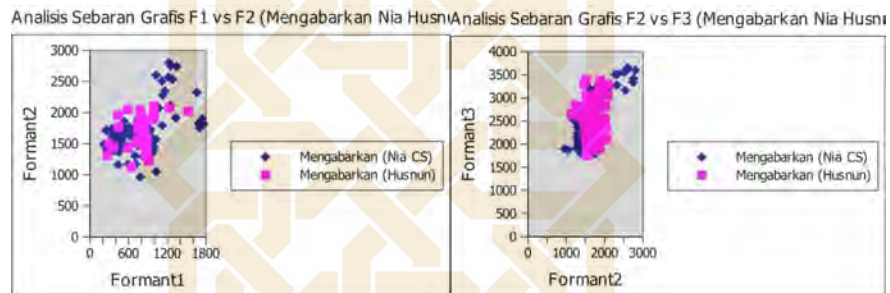 Analisis Sebaran Grafis F1 vs F2 (Mengabarkan Nia Husnu
3000
2500
2000
1500
1000
500
0
0 600 1200 1800
Formant2
Formant1
Mengabarkan (Nia CS)
Mengabarkan (Husnun)
Analisis Sebaran Grafis F2 vs F3 (Mengabarkan Nia Husnu
4000
3500
3000
2500
2000
1500
1000
500
0
0 1000 2000 3000
Formant3
Formant2
Mengabarkan (Nia CS)
Mengabarkan (Husnun)